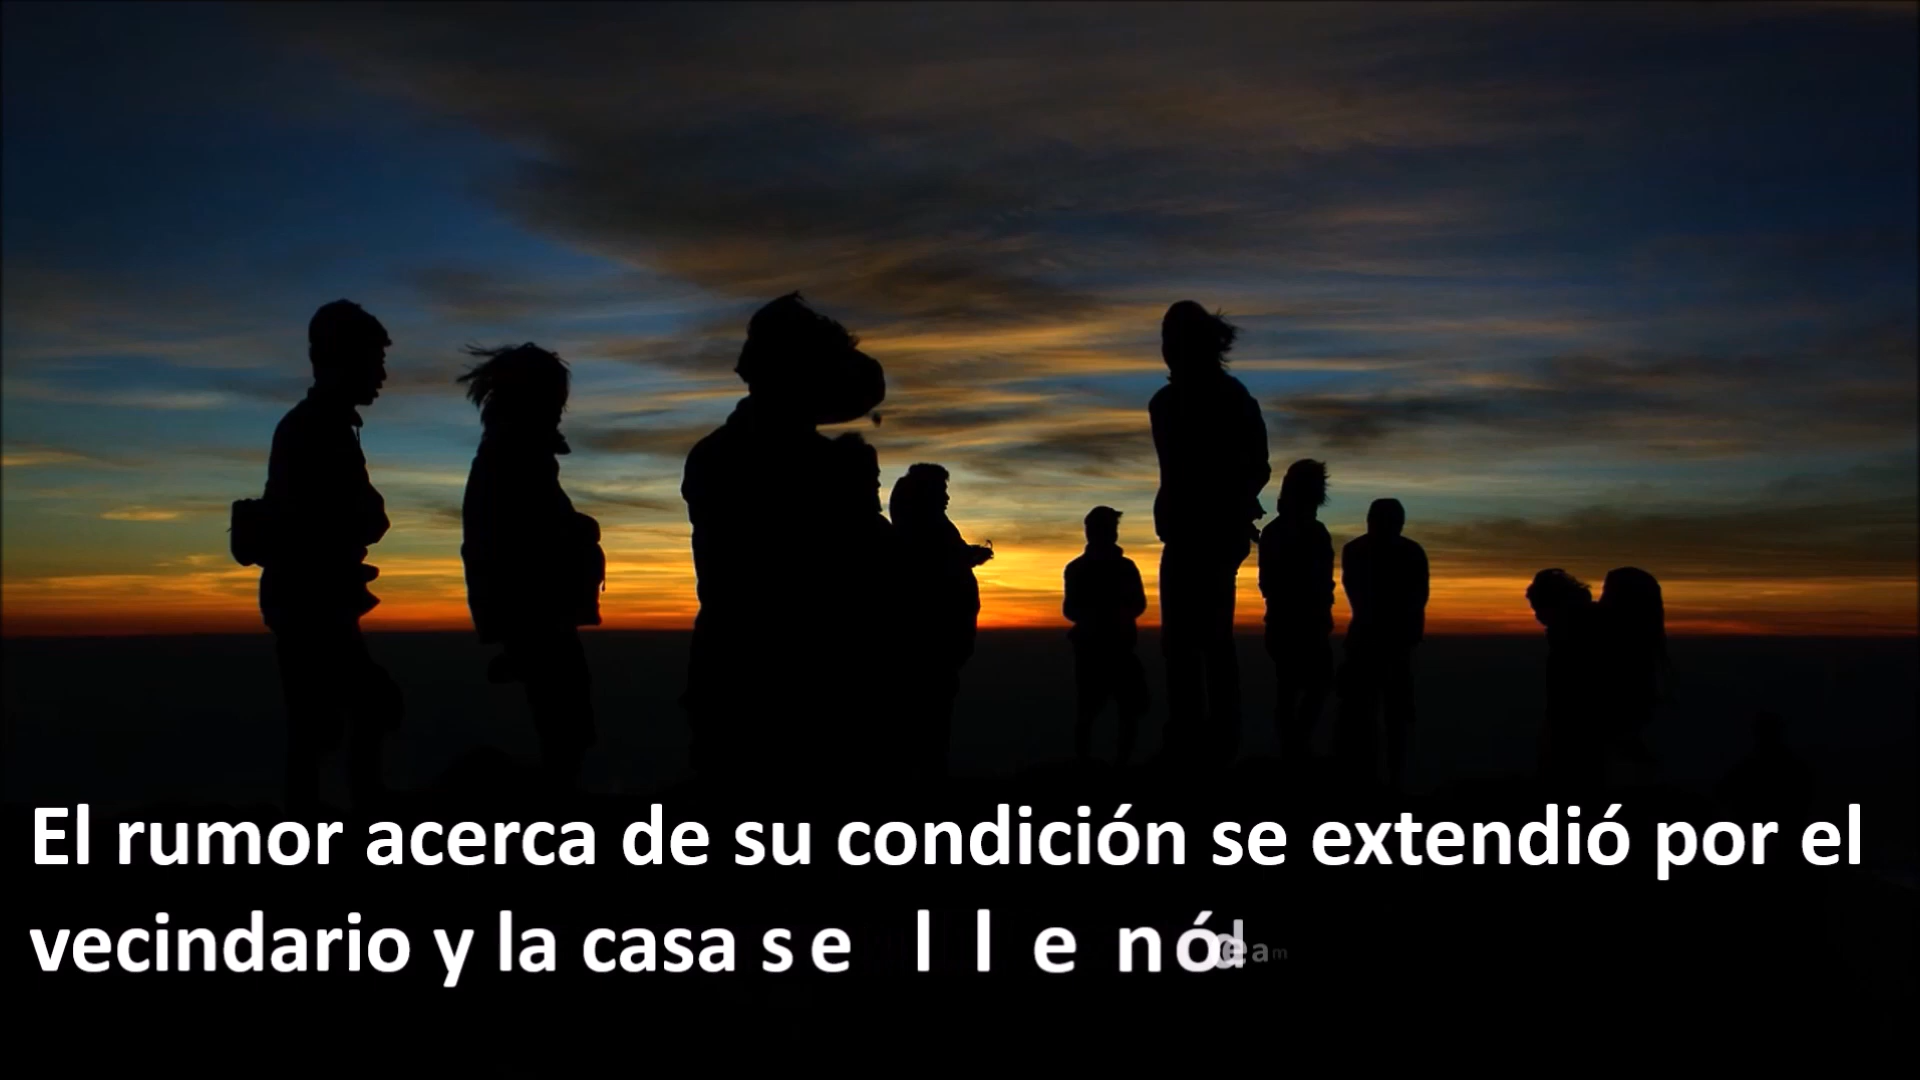 El rumor acerca de su condición se extendió por el
vecindario y la casa se llenó